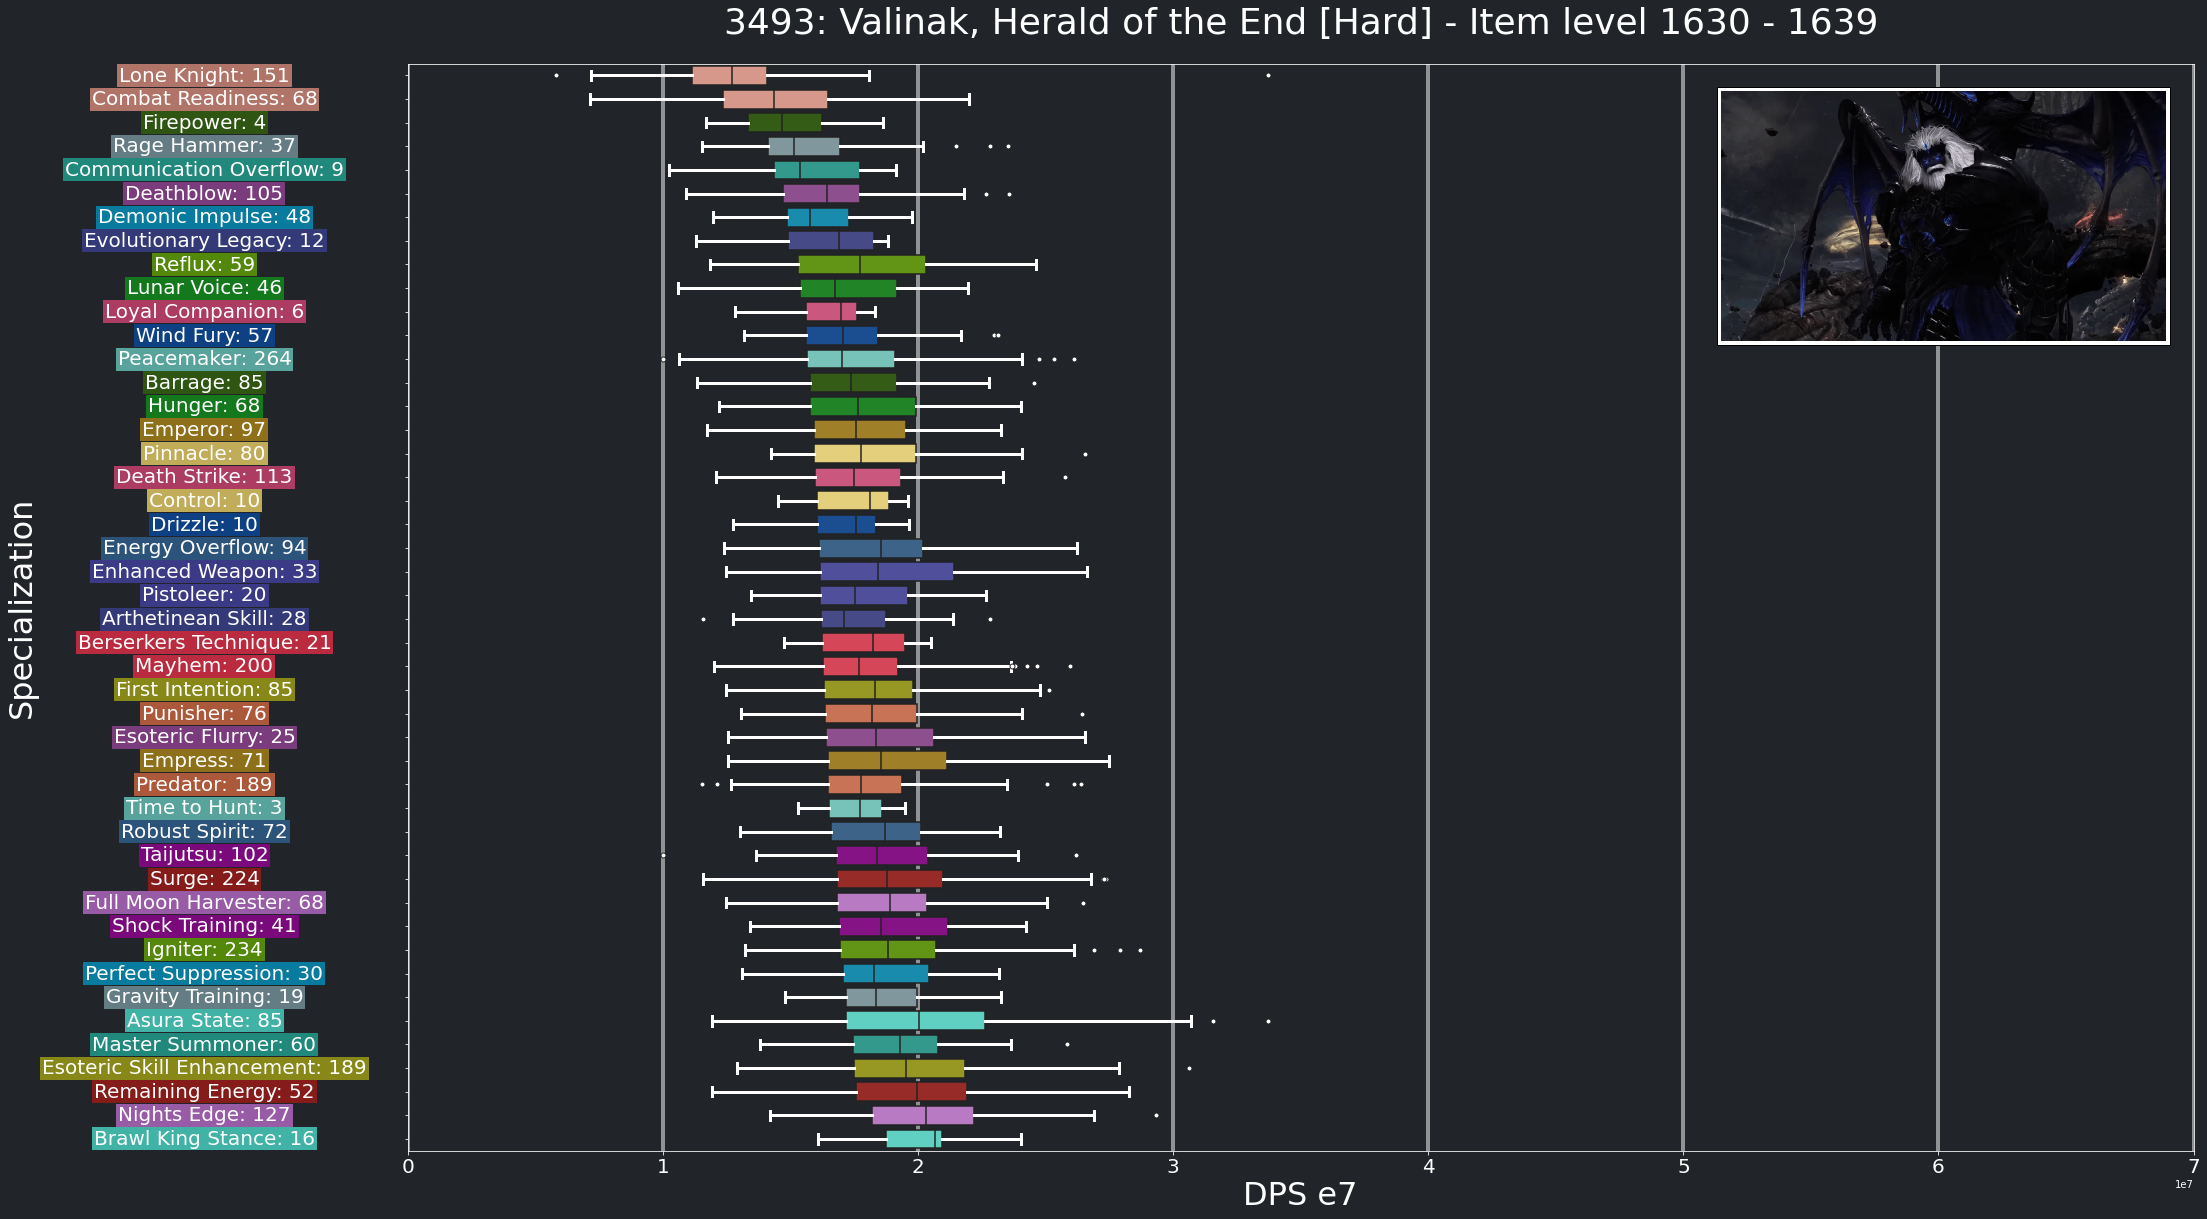 3493: Valinak, Herald of the End [Hard] - Item level 1630 - 1639
Specialization
Lone Knight: 151
Combat Readiness: 68
Firepower: 4
Rage Hammer: 37
Communication Overflow: 9
Deathblow: 105
Demonic Impulse: 48
Evolutionary Legacy: 12
Reflux: 59
Lunar Voice: 46
Loyal Companion: 6
Wind Fury: 57
Peacemaker: 264
Barrage: 85
Hunger: 68
Emperor: 97
Pinnacle: 80
Death Strike: 113
Control: 10
Drizzle: 10
Energy Overflow: 94
Enhanced Weapon: 33
Pistoleer: 20
Arthetinean Skill: 28
Berserkers Technique: 21
Mayhem: 200
First Intention: 85
Punisher: 76
Esoteric Flurry: 25
Empress: 71
Predator: 189
Time to Hunt: 3
Robust Spirit: 72
Taijutsu: 102
Surge: 224
Full Moon Harvester: 68
Shock Training: 41
Igniter: 234
Perfect Suppression: 30
Gravity Training: 19
Asura State: 85
Master Summoner: 60
Esoteric Skill Enhancement: 189
Remaining Energy: 52
Nights Edge: 127
Brawl King Stance: 16
0 1 2 3 4 5 6 7
1e7
DPS e7